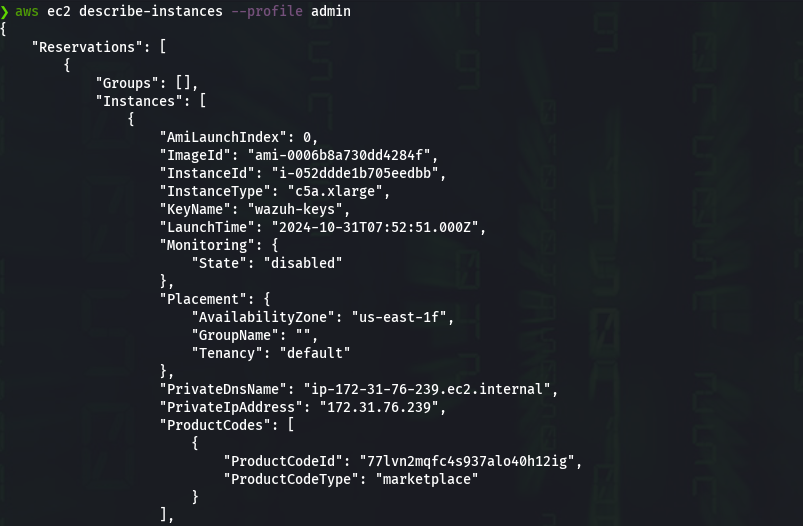 ❯ aws ec2 describe-instances --profile admin
{
    "Reservations": [
        {
            "Groups": [],
            "Instances": [
                {
                    "AmiLaunchIndex": 0,
                    "ImageId": "ami-0006b8a730dd4284f",
                    "InstanceId": "i-052ddde1b705eedbb",
                    "InstanceType": "c5a.xlarge",
                    "KeyName": "wazuh-keys",
                    "LaunchTime": "2024-10-31T07:52:51.000Z",
                    "Monitoring": {
                        "State": "disabled"
                    },
                    "Placement": {
                        "AvailabilityZone": "us-east-1f",
                        "GroupName": "",
                        "Tenancy": "default"
                    },
                    "PrivateDnsName": "ip-172-31-76-239.ec2.internal",
                    "PrivateIpAddress": "172.31.76.239",
                    "ProductCodes": [
                        {
                            "ProductCodeId": "77lvn2mqfc4s937alo40h12ig",
                            "ProductCodeType": "marketplace"
                        }
                    ],